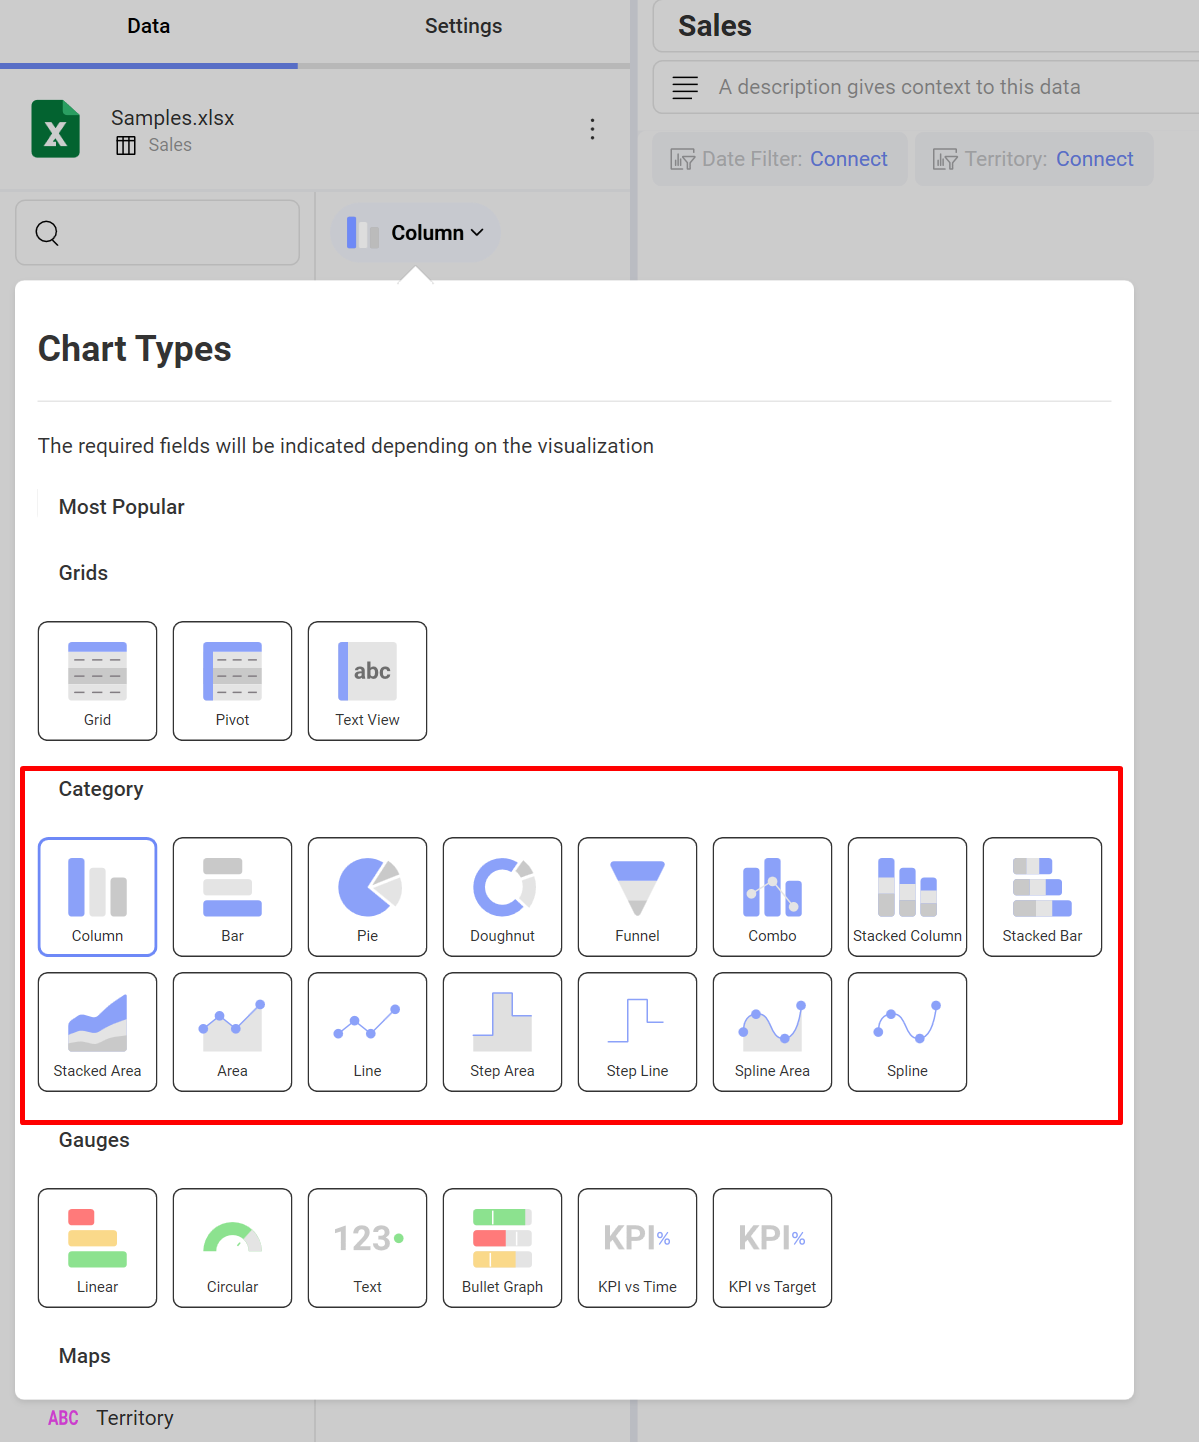 Data
Settings
Samples.xlsx
Sales
Column
Sales
A description gives context to this data
Date Filter: Connect
Territory: Connect
Chart Types
The required fields will be indicated depending on the visualization
Most Popular
Grids
abc
Grid
Pivot
Text View
Category
Column
Bar
Pie
Doughnut
Funnel
Combo
Stacked Column
Stacked Bar
Stacked Area
Area
Line
Step Area
Step Line
Spline Area
Spline
Gauges
123
KPI%
KPI%
Linear
Circular
Text
Bullet Graph
KPI vs Time
KPI vs Target
Maps
ABC Territory